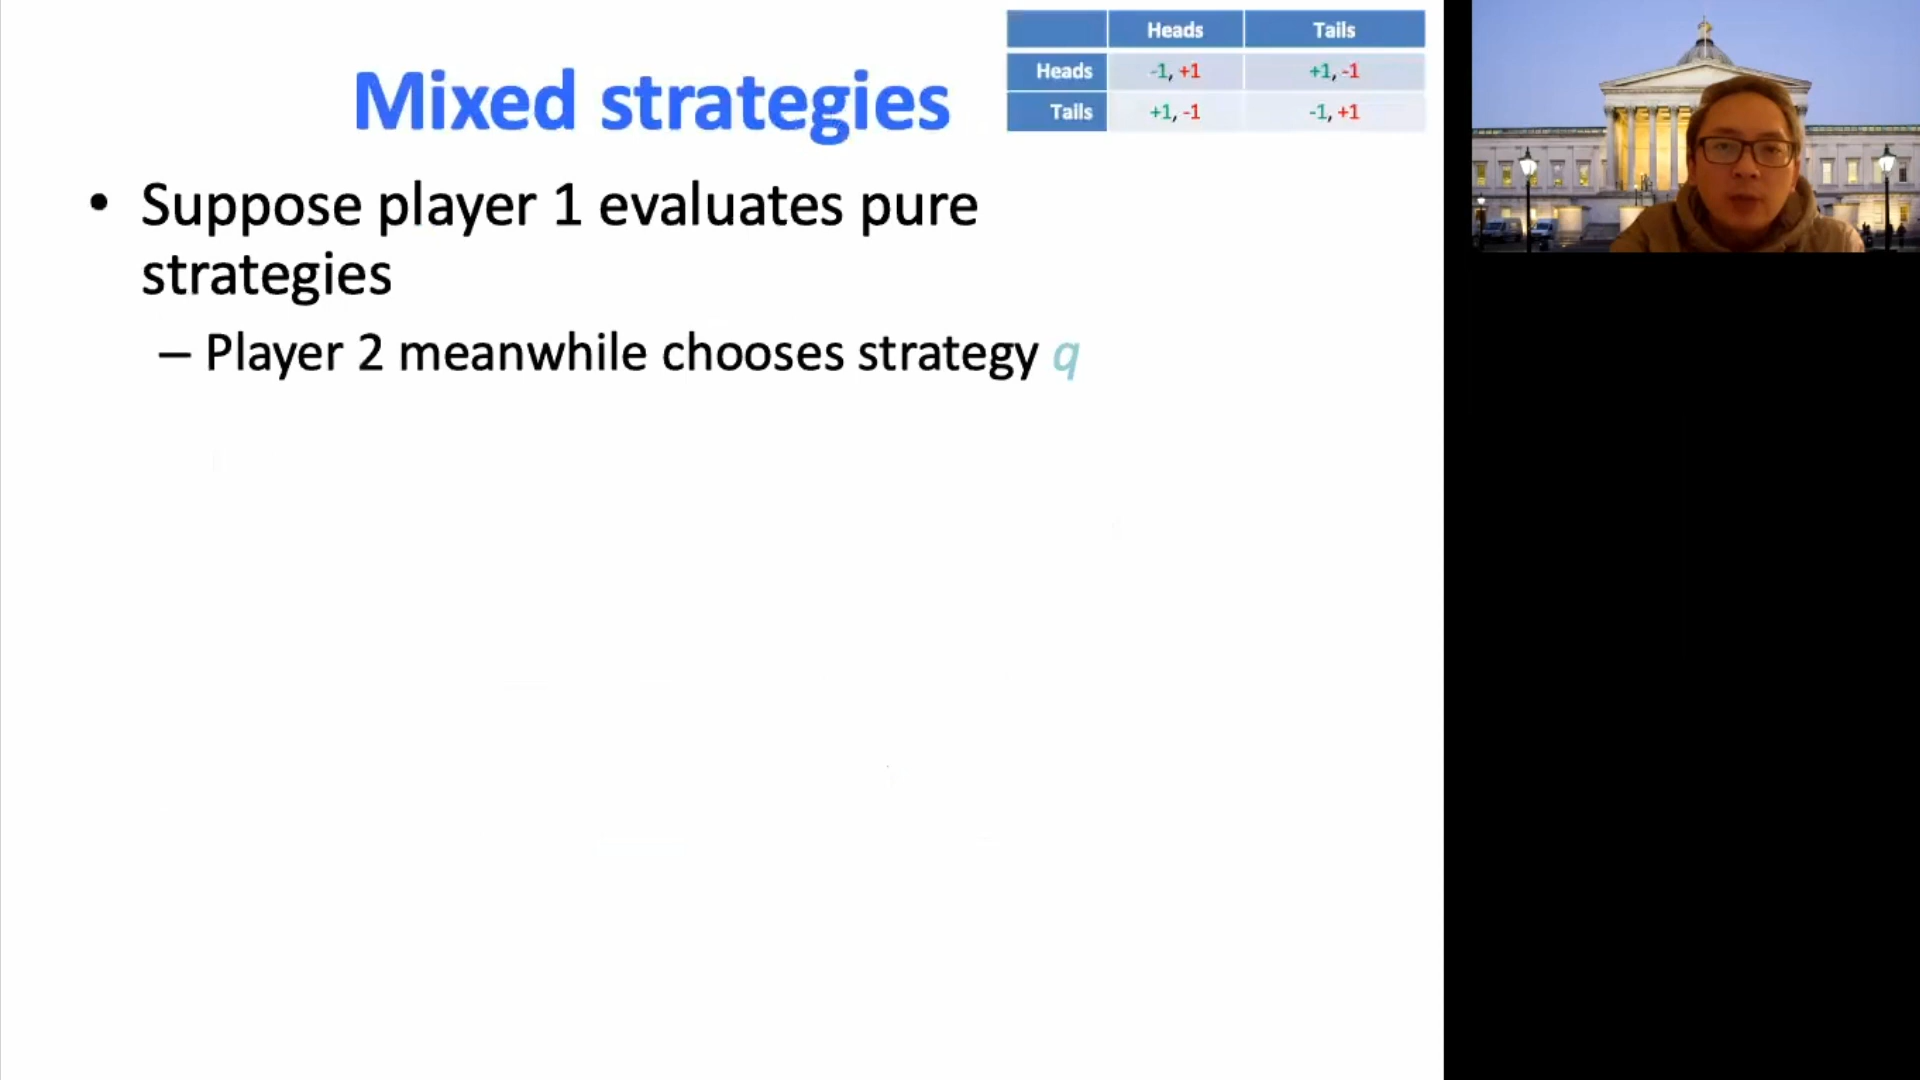 Mixed strategies
Heads Tails
Heads -1, +1 +1, -1
Tails +1, -1 -1, +1
• Suppose player 1 evaluates pure
strategies
– Player 2 meanwhile chooses strategy q